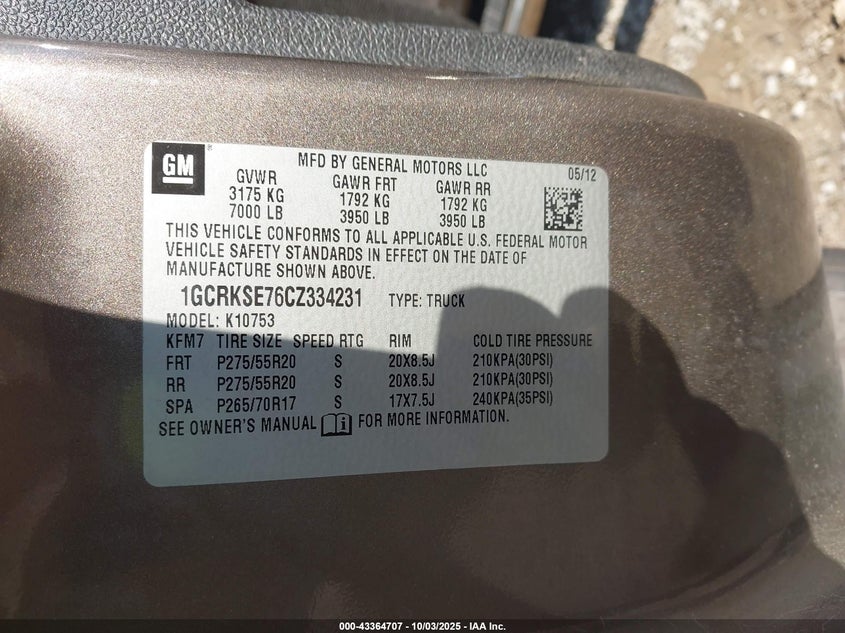 GM
MFD BY GENERAL MOTORS LLC
05/12
GVWR GAWR FRT GAWR RR
3175 KG 1792 KG 1792 KG
7000 LB 3950 LB 3950 LB
THIS VEHICLE CONFORMS TO ALL APPLICABLE U.S. FEDERAL MOTOR
VEHICLE SAFETY STANDARDS IN EFFECT ON THE DATE OF
MANUFACTURE SHOWN ABOVE.
1GCRKSE76CZ334231 TYPE: TRUCK
MODEL: K10753
KFM7 TIRE SIZE SPEED RTG RIM COLD TIRE PRESSURE
FRT P275/55R20 S 20X8.5J 210KPA(30PSI)
RR P275/55R20 S 20X8.5J 210KPA(30PSI)
SPA P265/70R17 S 17X7.5J 240KPA(35PSI)
SEE OWNER'S MANUAL i FOR MORE INFORMATION.
000-43364707 - 10/03/2025 - IAA Inc.